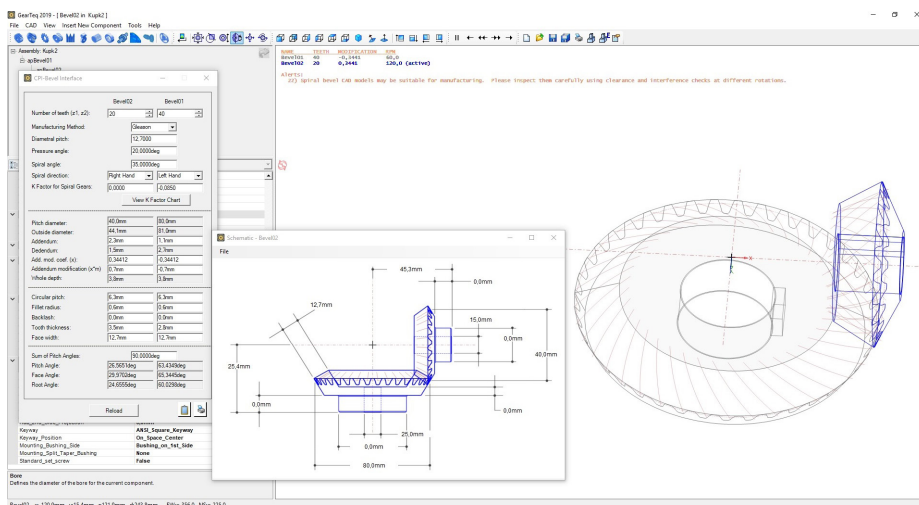 GearTeq 2019 - [ Bevel02 in Kupk2 ]
File CAD View Insert New Component Tools Help
Assembly: Kupk2
apBevel01
NAME TEETH MODIFICATION RPM
Bevel01 40 -0,3441 60,0
Bevel02 20 0,3441 120,0 (active)
Alerts:
22) Spiral bevel CAD models may be suitable for manufacturing. Please inspect them carefully using clearance and interference checks at different rotations.
CPI-Bevel Interface
Bevel02 Bevel01
Number of teeth (z1, z2): 20 40
Manufacturing Method: Gleason
Diametral pitch: 12,7000
Pressure angle: 20,0000deg
Spiral angle: 35,0000deg
Spiral direction: Right Hand Left Hand
K Factor for Spiral Gears: 0,0000 -0,0850
View K Factor Chart
Pitch diameter: 40,0mm 80,0mm
Outside diameter: 44,1mm 81,0mm
Addendum: 2,3mm 1,1mm
Dedendum: ,5mm 2,7mm
Add. mod. coef. (x): 0,34412 -0,34412
Addendum modification (x*m) 0,7mm -0,7mm
Whole depth: 3,8mm 3,8mm
Circular pitch: 6,3mm 6,3mm
Fillet radius: 0,6mm 0,6mm
Backlash: 0,0mm 0,0mm
Tooth thickness: 3,5mm 2,8mm
Face width: 12,7mm 12,7mm
Sum of Pitch Angles: 90,0000deg
Pitch Angle: 26,5651deg 63,4349deg
Face Angle: 29,9702deg 65,3445deg
Root Angle: 24,6555deg 60,0298deg
Reload
Schematic - Bevel02
File
45,3mm
0,0mm
12,7mm
15,0mm
0,0mm
40,0mm
25,4mm
0,0mm
0,0mm
25,0mm
0,0mm
80,0mm
x
Keyway ANSI_Square_Keyway
Keyway_Position On_Space_Center
Mounting_Bushing_Side Bushing_on_1st_Side
Mounting_Split_Taper_Bushing None
Standard_set_screw False
Bore
Defines the diameter of the bore for the current component.